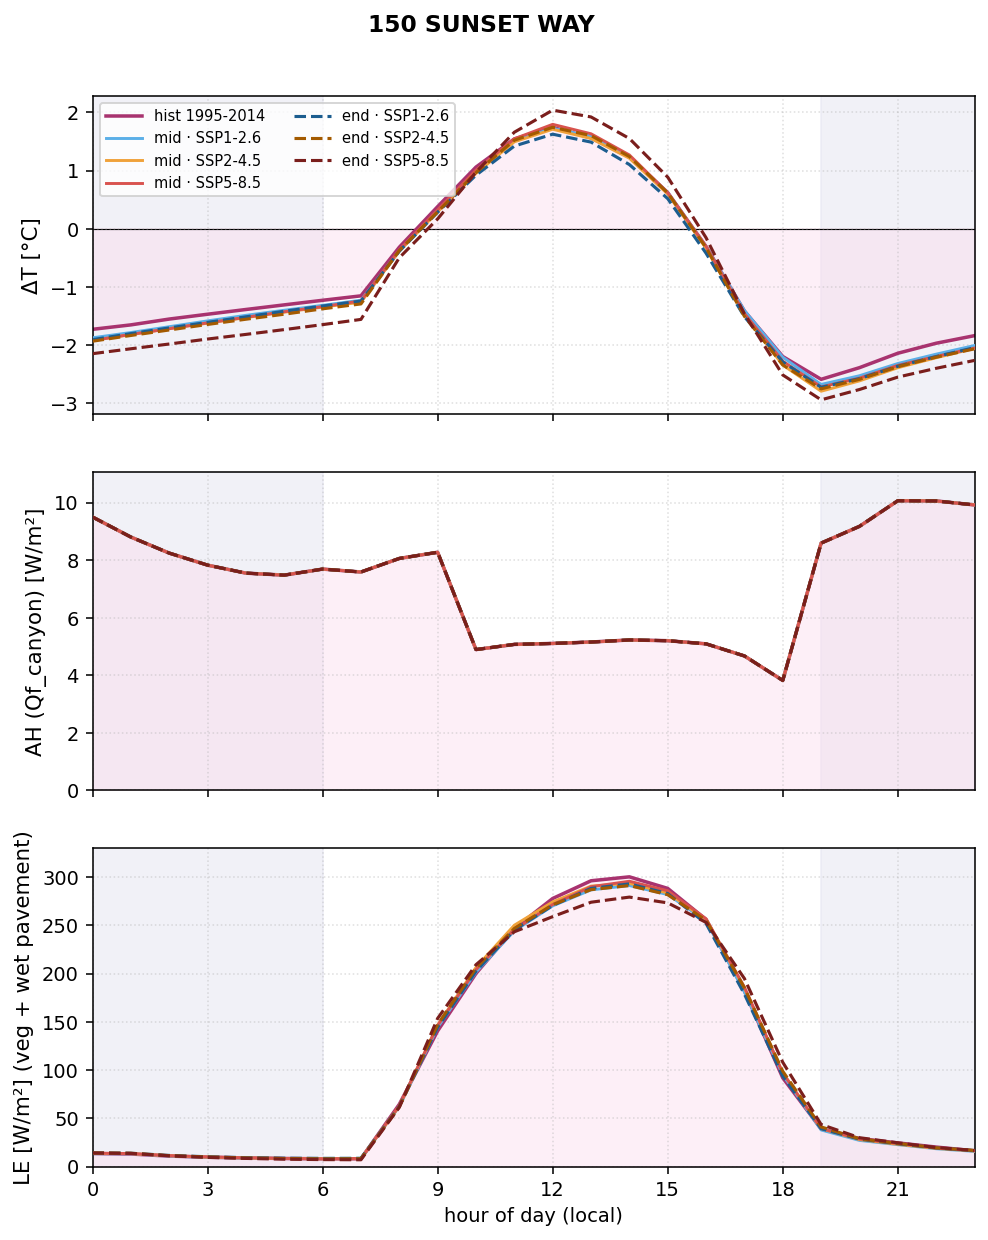 150 SUNSET WAY
hist 1995-2014
mid · SSP1-2.6
mid · SSP2-4.5
mid · SSP5-8.5
end · SSP1-2.6
end · SSP2-4.5
end · SSP5-8.5
ΔT [°C]
2
1
0
−1
−2
−3
AH (Qf_canyon) [W/m²]
10
8
6
4
2
0
LE [W/m²] (veg + wet pavement)
300
250
200
150
100
50
0
0 3 6 9 12 15 18 21
hour of day (local)